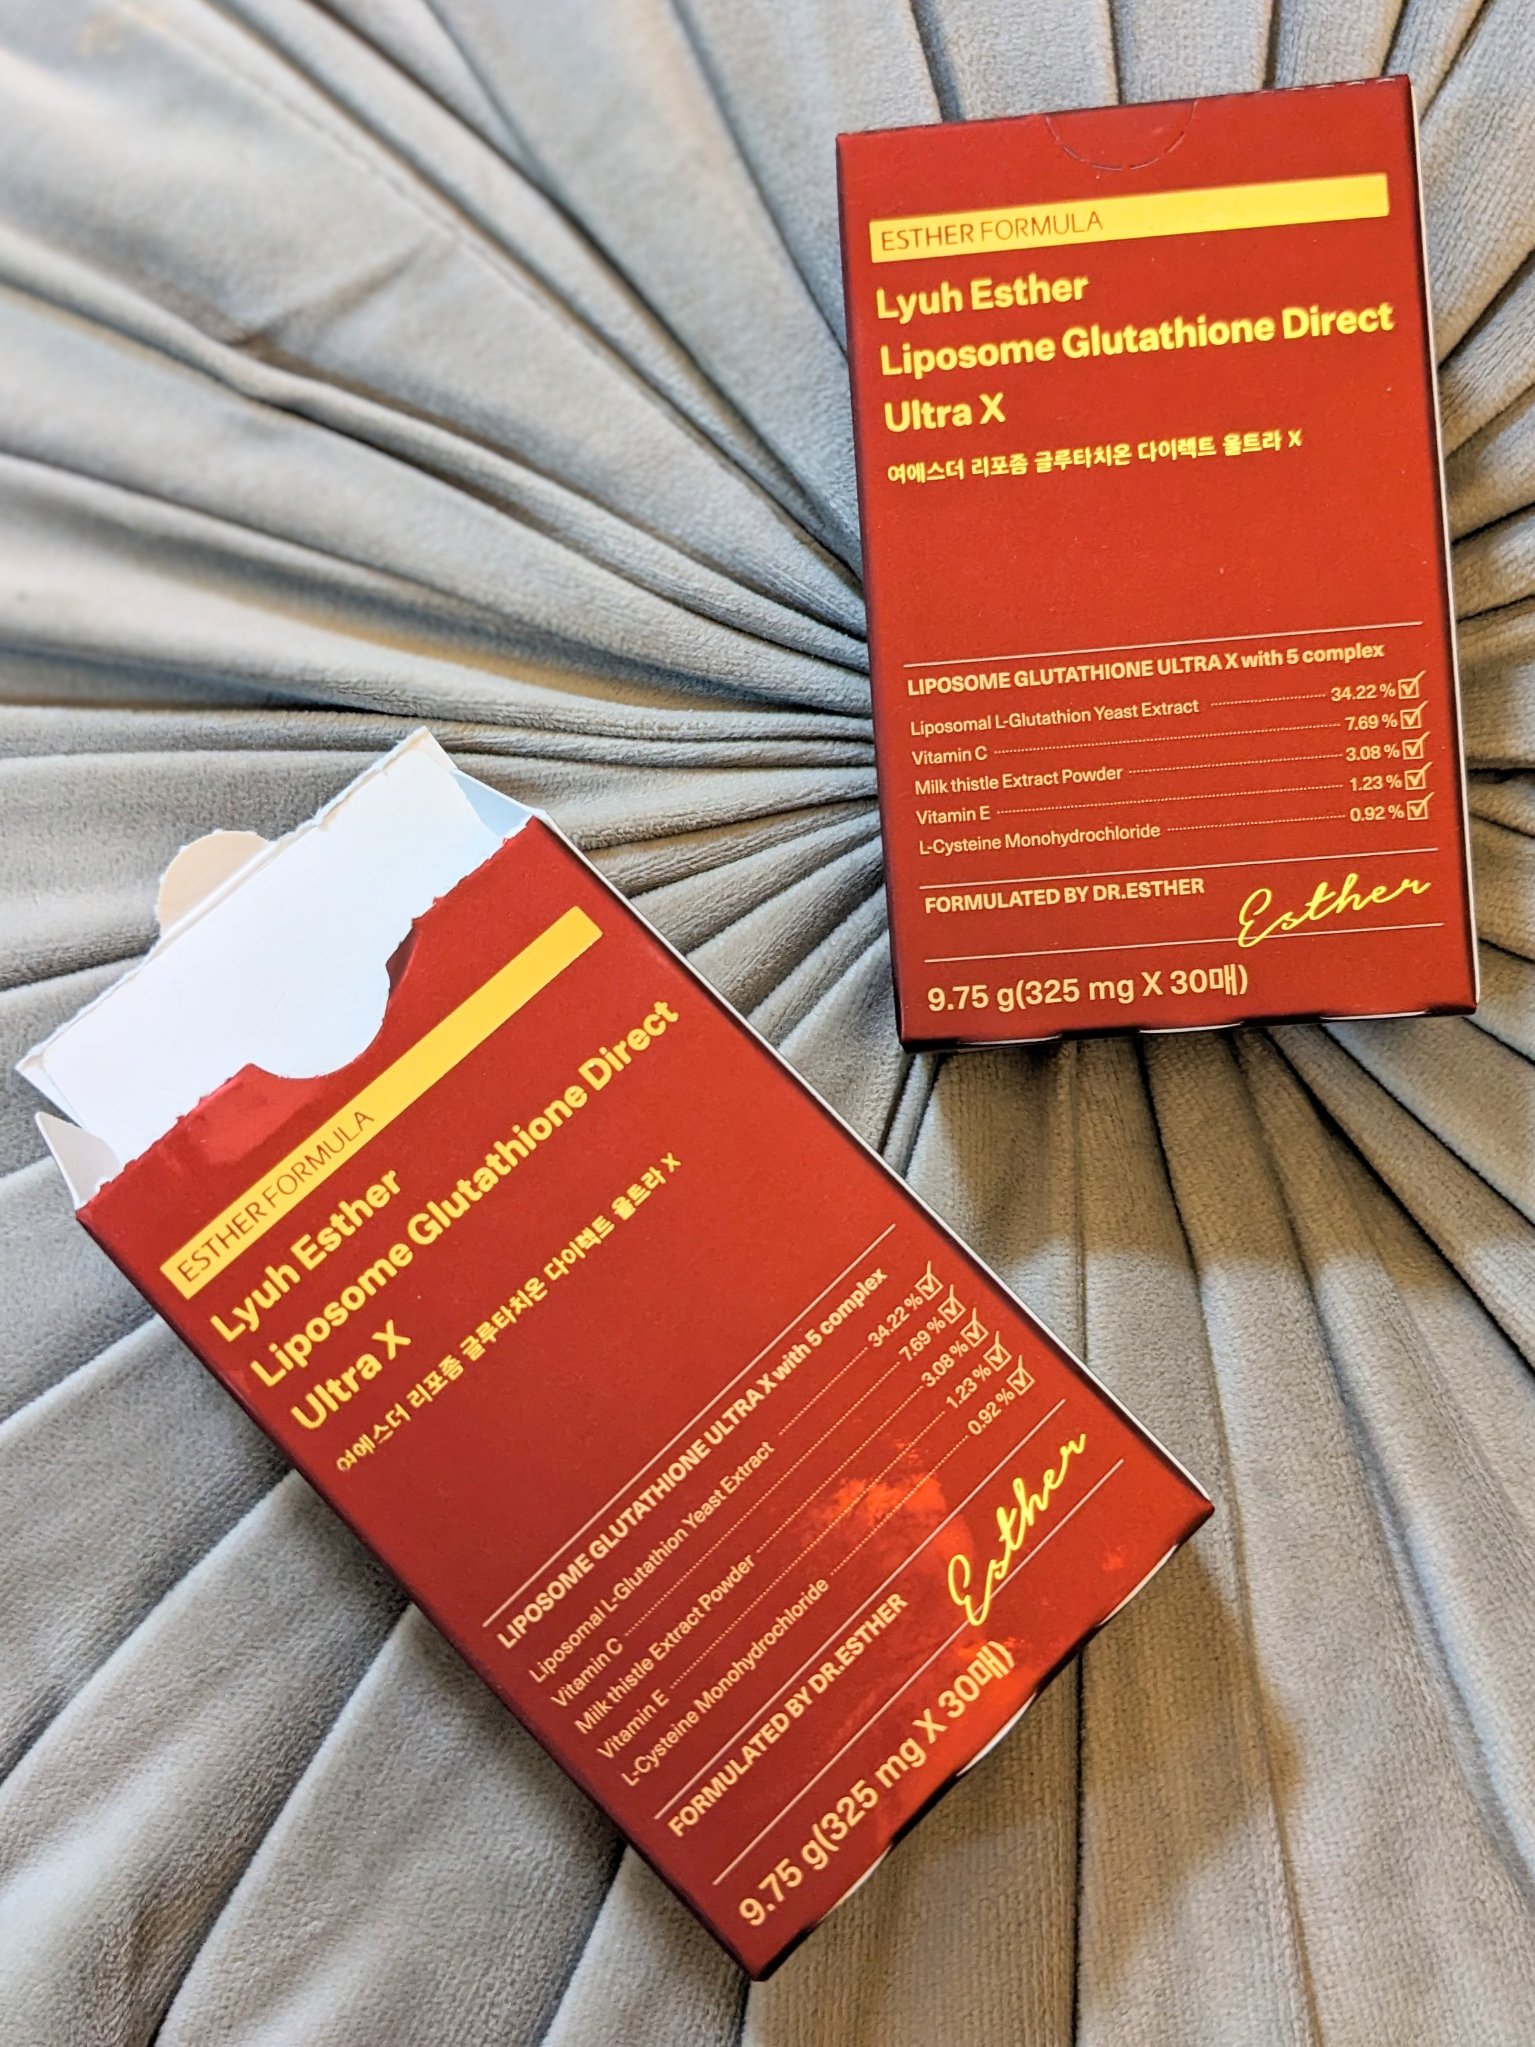 ESTHER FORMULA
Lyuh Esther
Liposome Glutathione Direct
Ultra X
여에스더 리포좀 글루타치온 다이렉트 울트라 X
LIPOSOME GLUTATHIONE ULTRA X with 5 complex
Liposomal L-Glutathion Yeast Extract 34.22 %
Vitamin C 7.69 %
Milk thistle Extract Powder 3.08 %
Vitamin E 1.23 %
L-Cysteine Monohydrochloride 0.92 %
FORMULATED BY DR.ESTHER Esther
9.75 g(325 mg X 30매)
ESTHER FORMULA
Lyuh Esther
Liposome Glutathione Direct
Ultra X
여에스더 리포좀 글루타치온 다이렉트 울트라 X
LIPOSOME GLUTATHIONE ULTRA X with 5 complex
Liposomal L-Glutathion Yeast Extract 34.22 %
Vitamin C 7.69 %
Milk thistle Extract Powder 3.08 %
Vitamin E 1.23 %
L-Cysteine Monohydrochloride 0.92 %
FORMULATED BY DR.ESTHER Esther
9.75 g(325 mg X 30매)